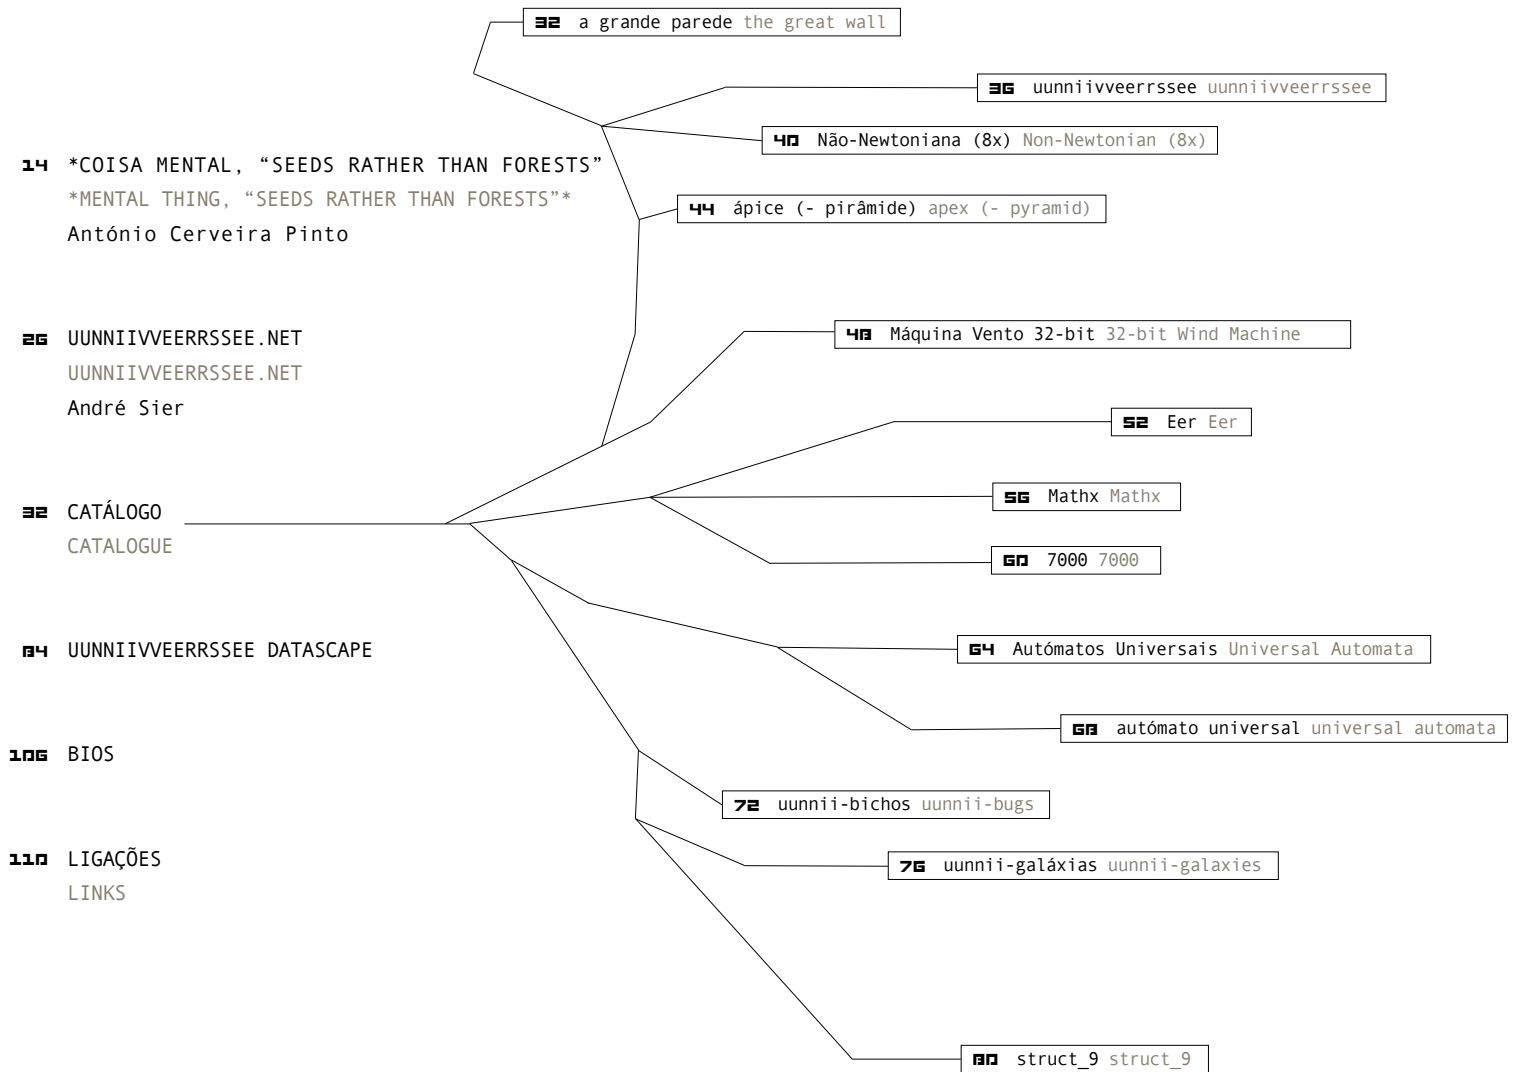 32 a grande parede the great wall
36 uunniivveerrssee uunniivveerrssee
40 Não-Newtoniana (8x) Non-Newtonian (8x)
14 *COISA MENTAL, “SEEDS RATHER THAN FORESTS”
*MENTAL THING, “SEEDS RATHER THAN FORESTS”*
António Cerveira Pinto
44 ápice (- pirâmide) apex (- pyramid)
26 UUNNIIVVEERRSSEE.NET
UUNNIIVVEERRSSEE.NET
André Sier
48 Máquina Vento 32-bit 32-bit Wind Machine
52 Eer Eer
56 Mathx Mathx
32 CATÁLOGO
CATALOGUE
60 7000 7000
84 UUNNIIVVEERRSSEE DATASCAPE
64 Autómatos Universais Universal Automata
68 autómato universal universal automata
106 BIOS
72 uunnii-bichos uunnii-bugs
110 LIGAÇÕES
LINKS
76 uunnii-galáxias uunnii-galaxies
80 struct_9 struct_9